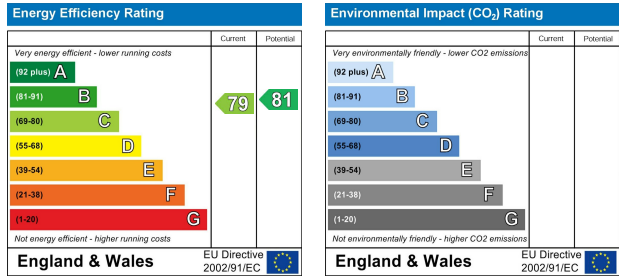 Energy Efficiency Rating
Current Potential
Very energy efficient - lower running costs
(92 plus) A
(81-91) B
(69-80) C
(55-68) D
(39-54) E
(21-38) F
(1-20) G
79
81
Not energy efficient - higher running costs
England & Wales
EU Directive
2002/91/EC
Environmental Impact (CO₂) Rating
Current Potential
Very environmentally friendly - lower CO2 emissions
(92 plus) A
(81-91) B
(69-80) C
(55-68) D
(39-54) E
(21-38) F
(1-20) G
Not environmentally friendly - higher CO2 emissions
England & Wales
EU Directive
2002/91/EC